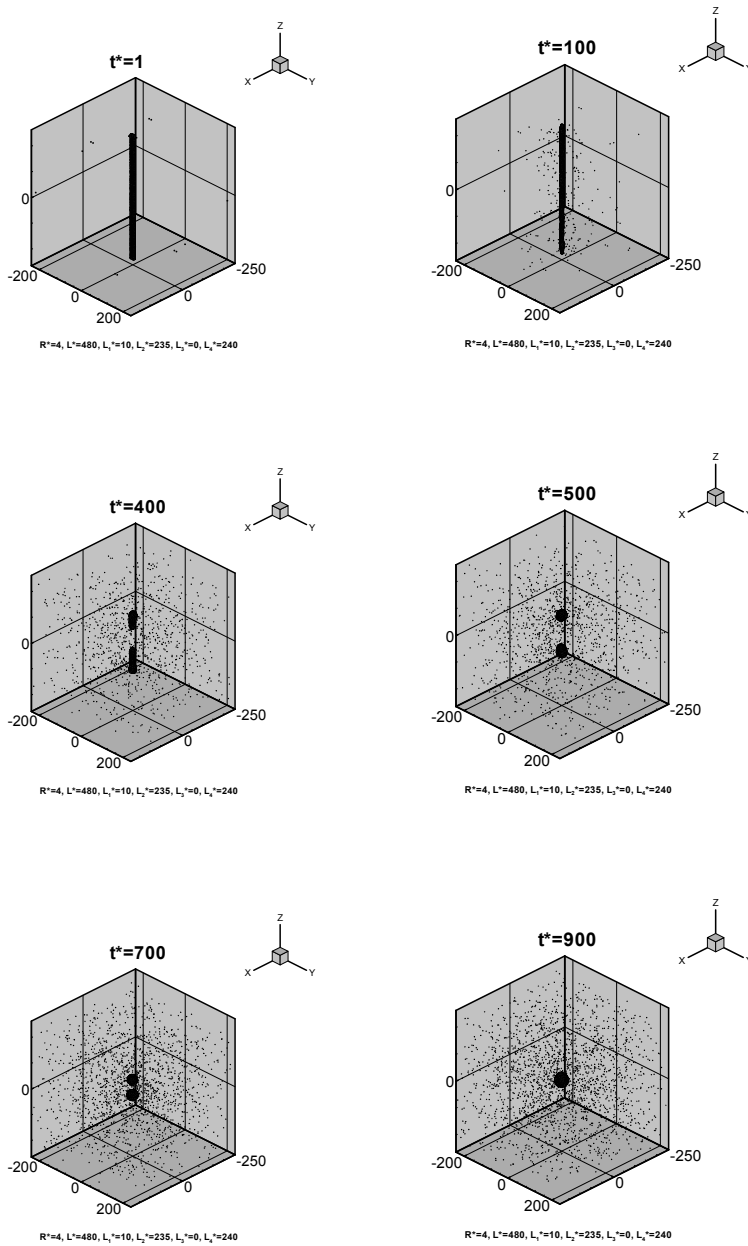 t*=1
Z
X
Y
0
-200
0
200
0
-250
R*=4, L*=480, L₁*=10, L₂*=235, L₃*=0, L₄*=240
t*=100
Z
X
Y
0
-200
0
200
0
-250
R*=4, L*=480, L₁*=10, L₂*=235, L₃*=0, L₄*=240
t*=400
Z
X
Y
0
-200
0
200
0
-250
R*=4, L*=480, L₁*=10, L₂*=235, L₃*=0, L₄*=240
t*=500
Z
X
Y
0
-200
0
200
0
-250
R*=4, L*=480, L₁*=10, L₂*=235, L₃*=0, L₄*=240
t*=700
Z
X
Y
0
-200
0
200
0
-250
R*=4, L*=480, L₁*=10, L₂*=235, L₃*=0, L₄*=240
t*=900
Z
X
Y
0
-200
0
200
0
-250
R*=4, L*=480, L₁*=10, L₂*=235, L₃*=0, L₄*=240